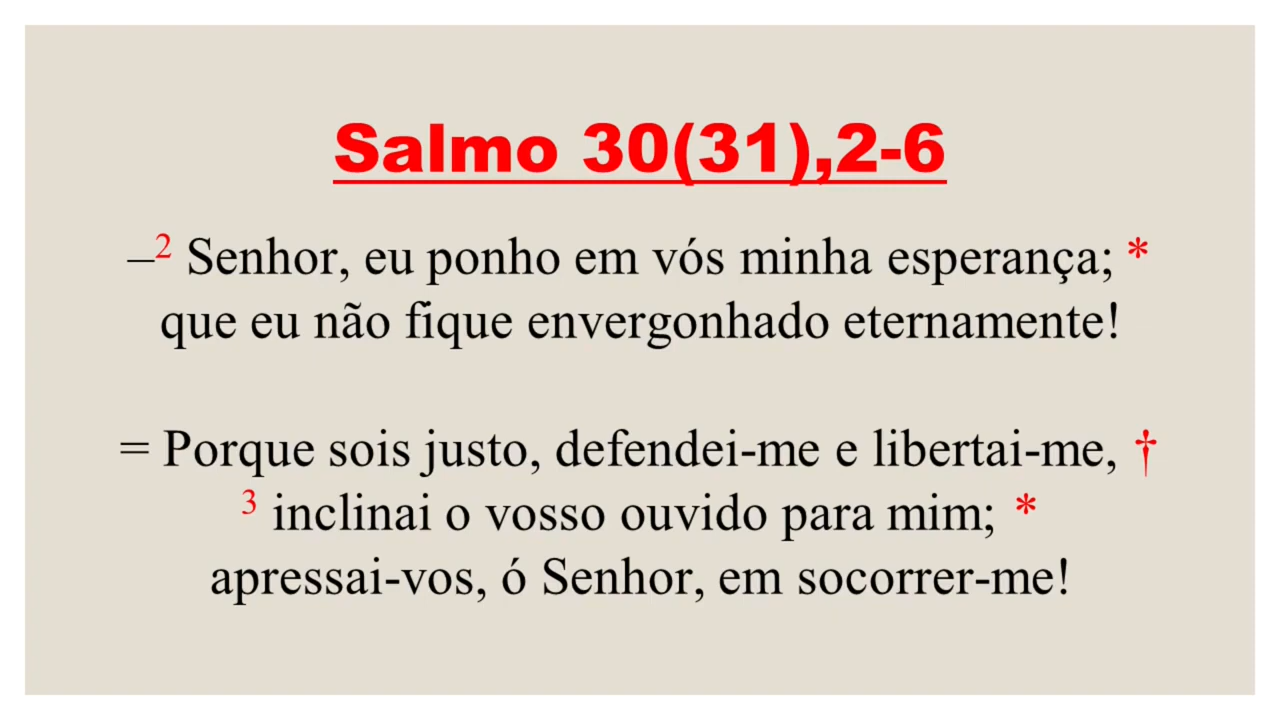 Salmo 30(31),2-6
–² Senhor, eu ponho em vós minha esperança; *
que eu não fique envergonhado eternamente!
= Porque sois justo, defendei-me e libertai-me, †
³ inclinai o vosso ouvido para mim; *
apressai-vos, ó Senhor, em socorrer-me!